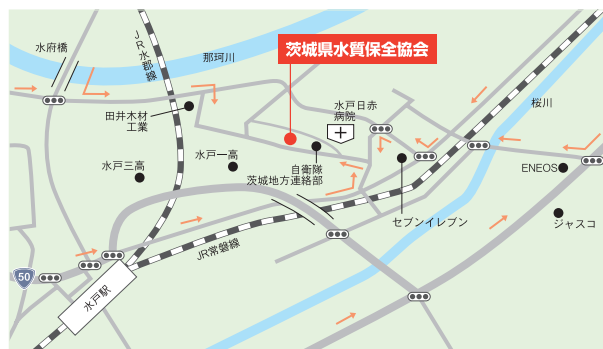 水府橋
JR水郡線
那珂川
茨城県水質保全協会
田井木材
工業
水戸日赤
病院
桜川
水戸三高
水戸一高
自衛隊
茨城地方連絡部
ENEOS
セブンイレブン
ジャスコ
JR常磐線
50
水戸駅